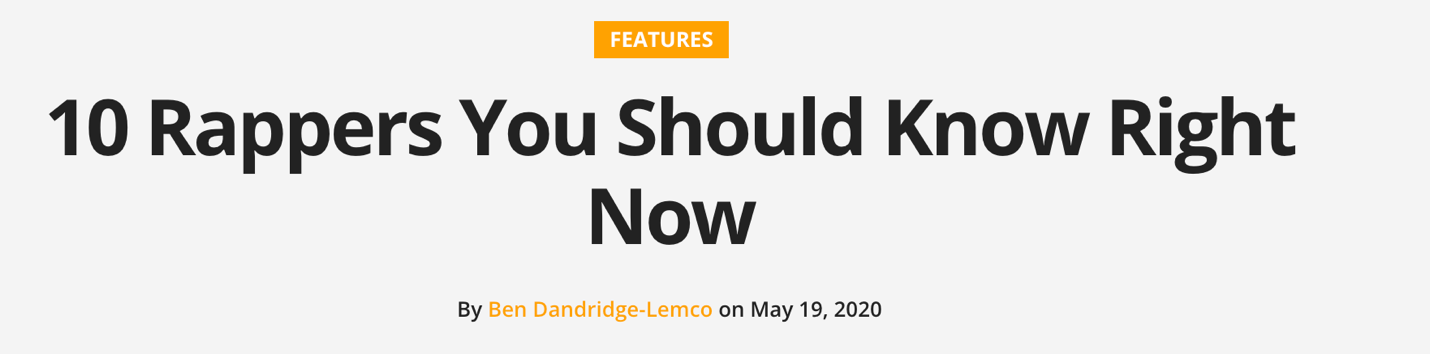 FEATURES
10 Rappers You Should Know Right
Now
By Ben Dandridge-Lemco on May 19, 2020